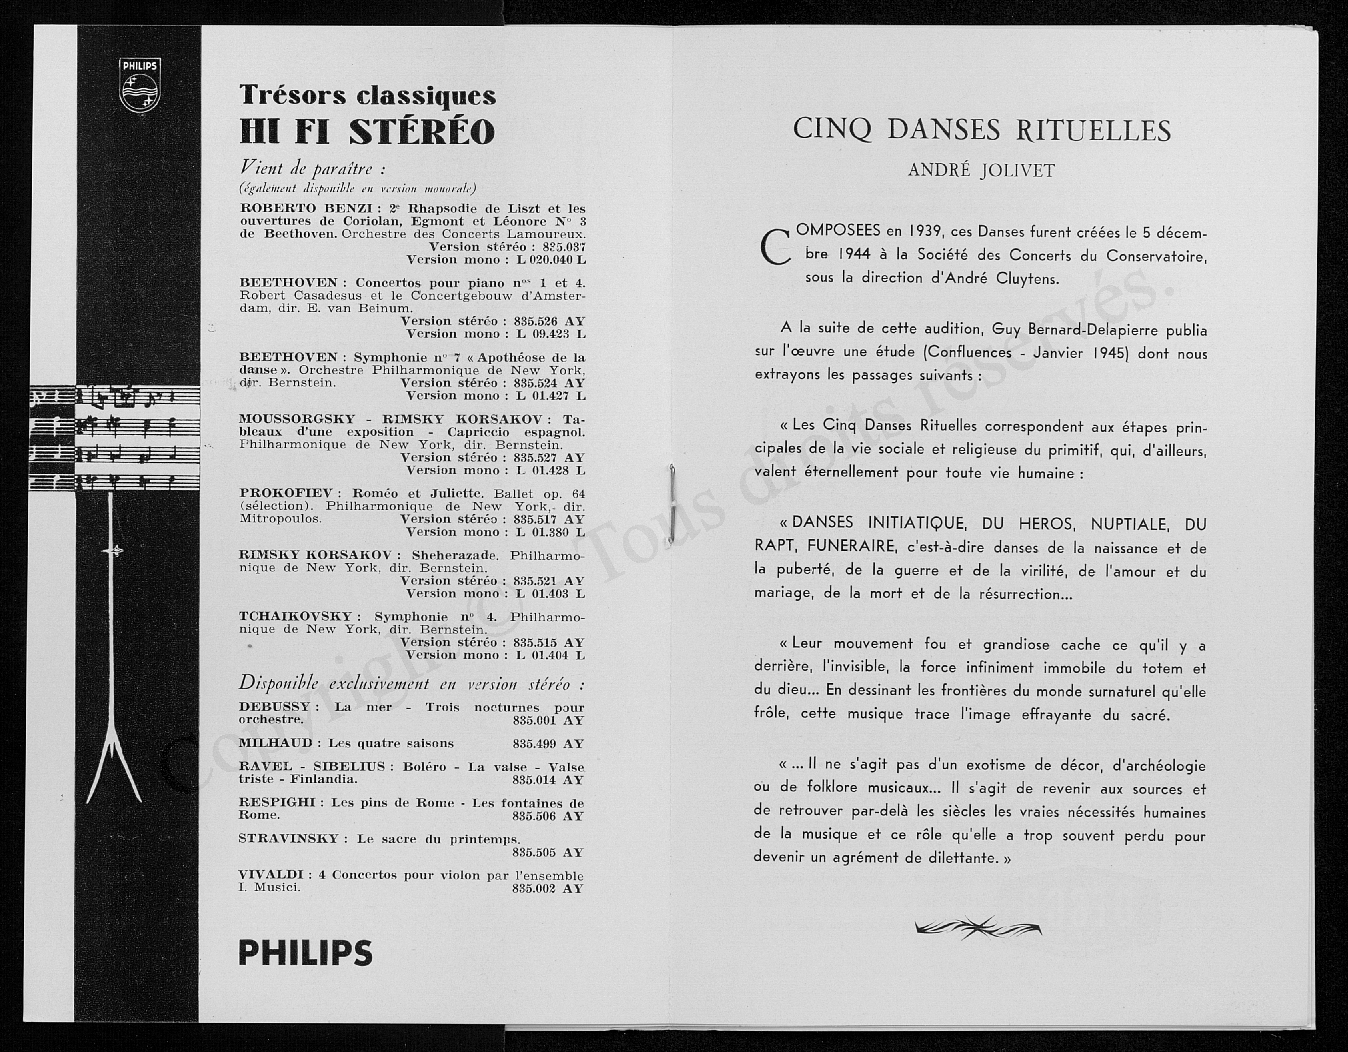 PHILIPS
Trésors classiques
HI FI STÉRÉO
Vient de paraître :
(également disponible en version monorale)
ROBERTO BENZI : 2e Rhapsodie de Liszt et les
ouvertures de Coriolan, Egmont et Léonore N° 3
de Beethoven. Orchestre des Concerts Lamoureux.
Version stéréo : 835.037
Version mono : L 020.040 L
BEETHOVEN : Concertos pour piano nos 1 et 4.
Robert Casadesus et le Concertgebouw d'Amster-
dam, dir. E. van Beinum.
Version stéréo : 835.526 AY
Version mono : L 09.423 L
BEETHOVEN : Symphonie n° 7 « Apothéose de la
danse ». Orchestre Philharmonique de New York,
dir. Bernstein. Version stéréo : 835.524 AY
Version mono : L 01.427 L
MOUSSORGSKY - RIMSKY KORSAKOV : Ta-
bleaux d'une exposition - Capriccio espagnol.
Philharmonique de New York, dir. Bernstein.
Version stéréo : 835.527 AY
Version mono : L 01.428 L
PROKOFIEV : Roméo et Juliette. Ballet op. 64
(sélection). Philharmonique de New York, dir.
Mitropoulos. Version stéréo : 835.517 AY
Version mono : L 01.380 L
RIMSKY KORSAKOV : Sheherazade. Philharmo-
nique de New York, dir. Bernstein.
Version stéréo : 835.521 AY
Version mono : L 01.403 L
TCHAIKOVSKY : Symphonie n° 4. Philharmo-
nique de New York, dir. Bernstein.
Version stéréo : 835.515 AY
Version mono : L 01.404 L
Disponible exclusivement en version stéréo :
DEBUSSY : La mer - Trois nocturnes pour
orchestre. 835.001 AY
MILHAUD : Les quatre saisons 835.499 AY
RAVEL - SIBELIUS : Boléro - La valse - Valse
triste - Finlandia. 835.014 AY
RESPIGHI : Les pins de Rome - Les fontaines de
Rome. 835.506 AY
STRAVINSKY : Le sacre du printemps.
835.505 AY
VIVALDI : 4 Concertos pour violon par l'ensemble
I. Musici. 835.002 AY
PHILIPS
CINQ DANSES RITUELLES
ANDRÉ JOLIVET
COMPOSEES en 1939, ces Danses furent créées le 5 décem-
bre 1944 à la Société des Concerts du Conservatoire,
sous la direction d'André Cluytens.
A la suite de cette audition, Guy Bernard-Delapierre publia
sur l'œuvre une étude (Confluences - Janvier 1945) dont nous
extrayons les passages suivants :
« Les Cinq Danses Rituelles correspondent aux étapes prin-
cipales de la vie sociale et religieuse du primitif, qui, d'ailleurs,
valent éternellement pour toute vie humaine :
« DANSES INITIATIQUE, DU HEROS, NUPTIALE, DU
RAPT, FUNERAIRE, c'est-à-dire danses de la naissance et de
la puberté, de la guerre et de la virilité, de l'amour et du
mariage, de la mort et de la résurrection...
« Leur mouvement fou et grandiose cache ce qu'il y a
derrière, l'invisible, la force infiniment immobile du totem et
du dieu... En dessinant les frontières du monde surnaturel qu'elle
frôle, cette musique trace l'image effrayante du sacré.
« ... Il ne s'agit pas d'un exotisme de décor, d'archéologie
ou de folklore musicaux... Il s'agit de revenir aux sources et
de retrouver par-delà les siècles les vraies nécessités humaines
de la musique et ce rôle qu'elle a trop souvent perdu pour
devenir un agrément de dilettante. »
Copyright © Tous droits réservés.